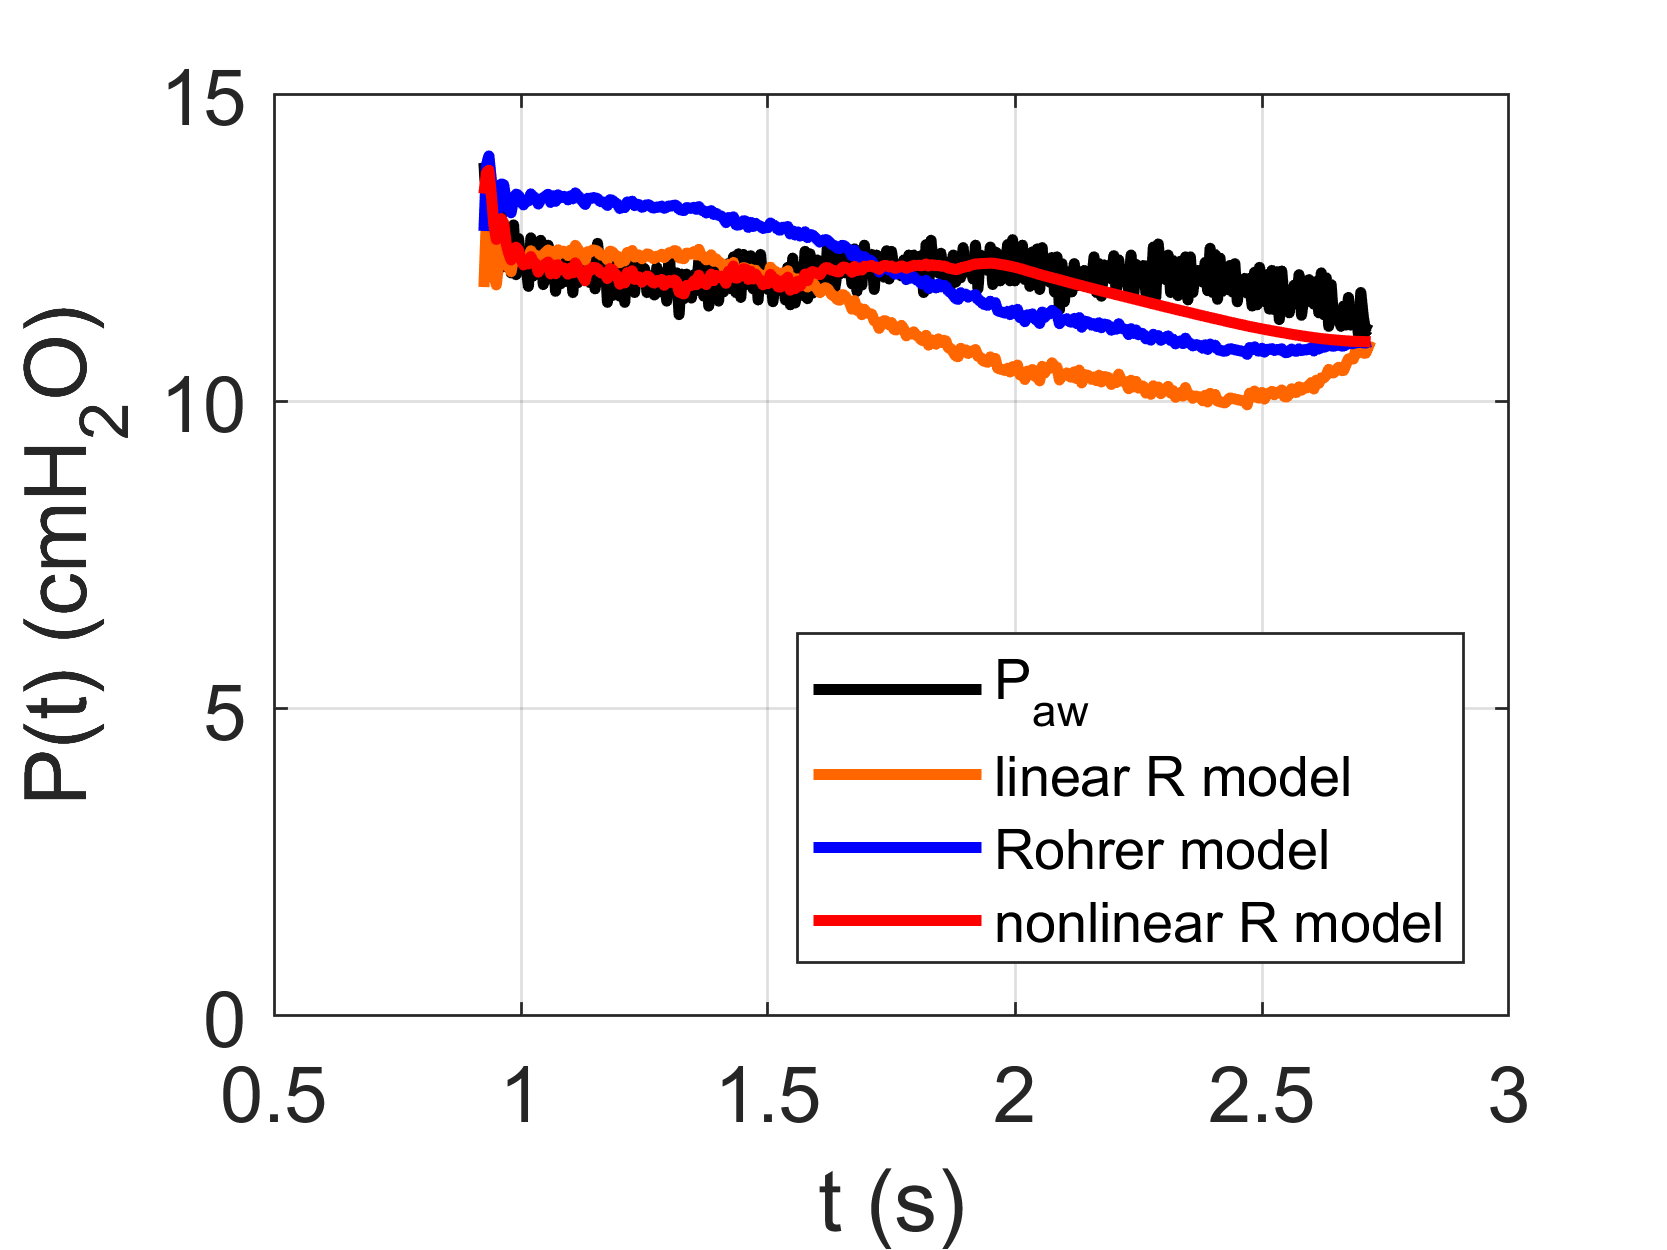 P(t) (cmH₂O)
15
10
5
0
0.5 1 1.5 2 2.5 3
t (s)
P_aw
linear R model
Rohrer model
nonlinear R model